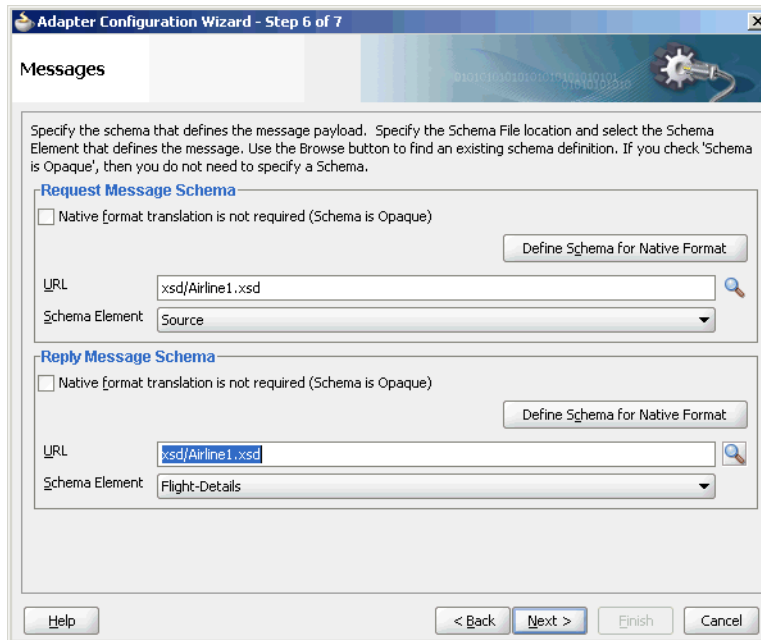 Adapter Configuration Wizard - Step 6 of 7
Messages
Specify the schema that defines the message payload. Specify the Schema File location and select the Schema
Element that defines the message. Use the Browse button to find an existing schema definition. If you check 'Schema
is Opaque', then you do not need to specify a Schema.
Request Message Schema
Native format translation is not required (Schema is Opaque)
Define Schema for Native Format
URL xsd/Airline1.xsd
Schema Element Source
Reply Message Schema
Native format translation is not required (Schema is Opaque)
Define Schema for Native Format
URL xsd/Airline1.xsd
Schema Element Flight-Details
Help < Back Next > Finish Cancel